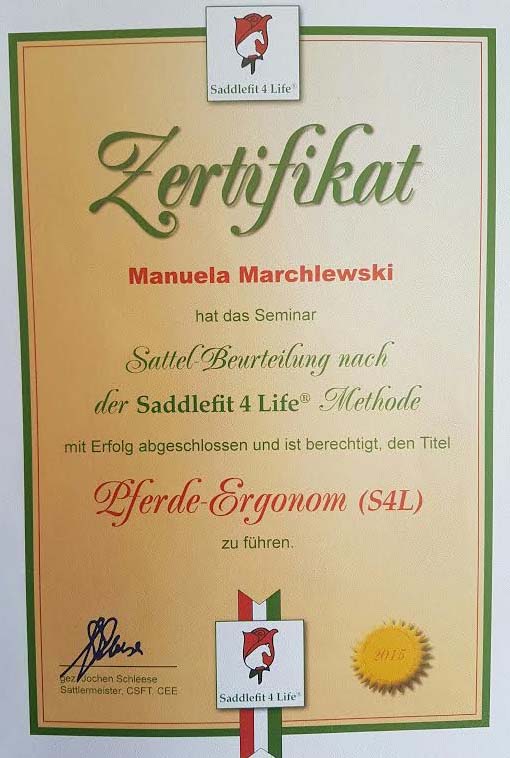 Saddlefit 4 Life®
Zertifikat
Manuela Marchlewski
hat das Seminar
Sattel-Beurteilung nach
der Saddlefit 4 Life® Methode
mit Erfolg abgeschlossen und ist berechtigt, den Titel
Pferde-Ergonom (S4L)
zu führen.
gez. Jochen Schleese
Sattlermeister, CSFT CEE
Saddlefit 4 Life®
2015